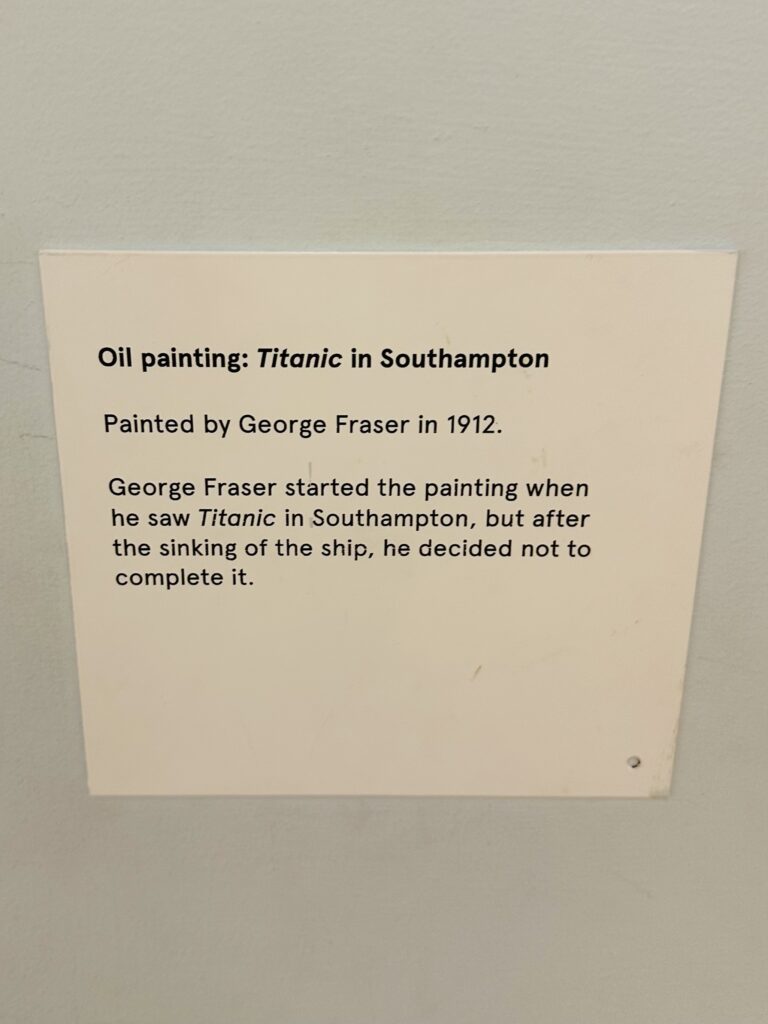 Oil painting: Titanic in Southampton
Painted by George Fraser in 1912.
George Fraser started the painting when
he saw Titanic in Southampton, but after
the sinking of the ship, he decided not to
complete it.